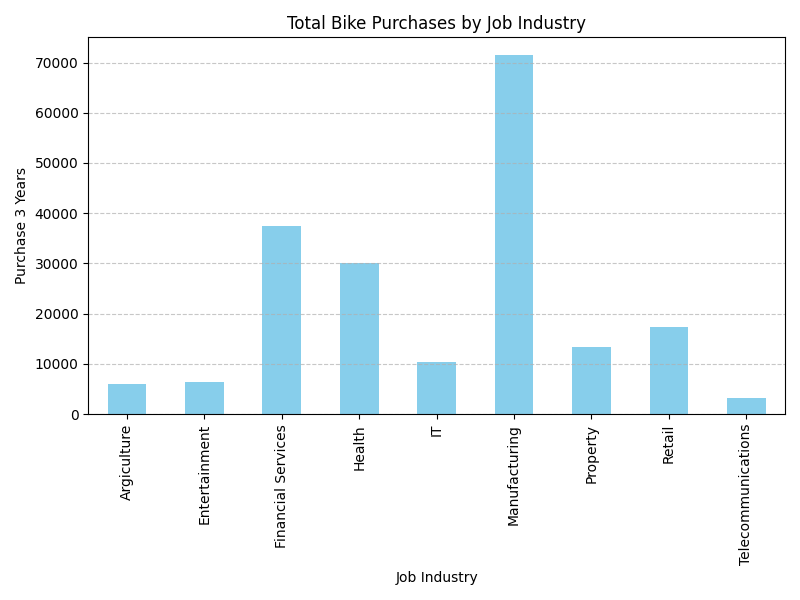 Total Bike Purchases by Job Industry
Purchase 3 Years
70000
60000
50000
40000
30000
20000
10000
0
Argiculture
Entertainment
Financial Services
Health
IT
Manufacturing
Property
Retail
Telecommunications
Job Industry